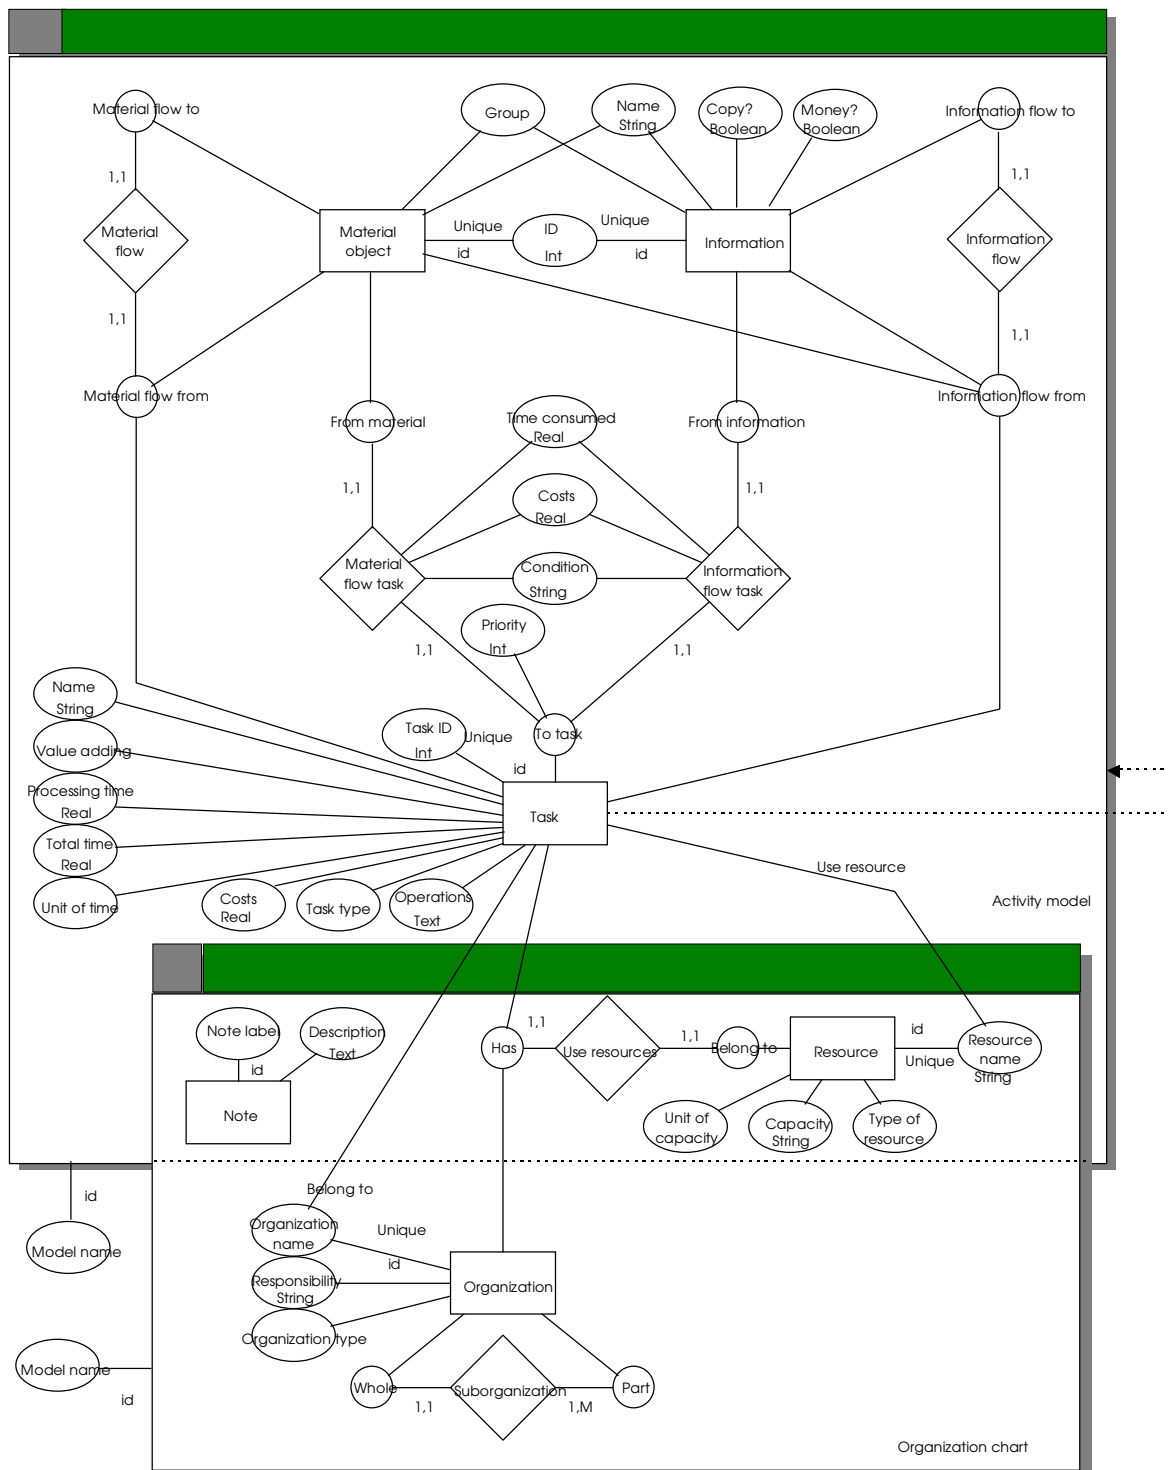 Material flow to
Group
Name
String
Copy?
Boolean
Money?
Boolean
Information flow to
1,1
1,1
Material
flow
Material
object
Unique
id
ID
Int
Unique
id
Information
Information
flow
1,1
1,1
Material flow from
From material
Time consumed
Real
From information
Information flow from
1,1
Costs
Real
1,1
Material
flow task
Condition
String
Information
flow task
Priority
Int
1,1
1,1
Name
String
Task ID
Int
Unique
id
To task
Value adding
Processing time
Real
Task
Total time
Real
Unit of time
Costs
Real
Task type
Operations
Text
Use resource
Activity model
Note label
Description
Text
id
Note
Has
1,1
Use resources
1,1
Belong to
Resource
id
Unique
Resource
name
String
Unit of
capacity
Capacity
String
Type of
resource
id
Model name
Belong to
Organization
name
Unique
id
Responsibility
String
Organization
Organization type
Model name
id
Whole
1,1
Suborganization
1,M
Part
Organization chart